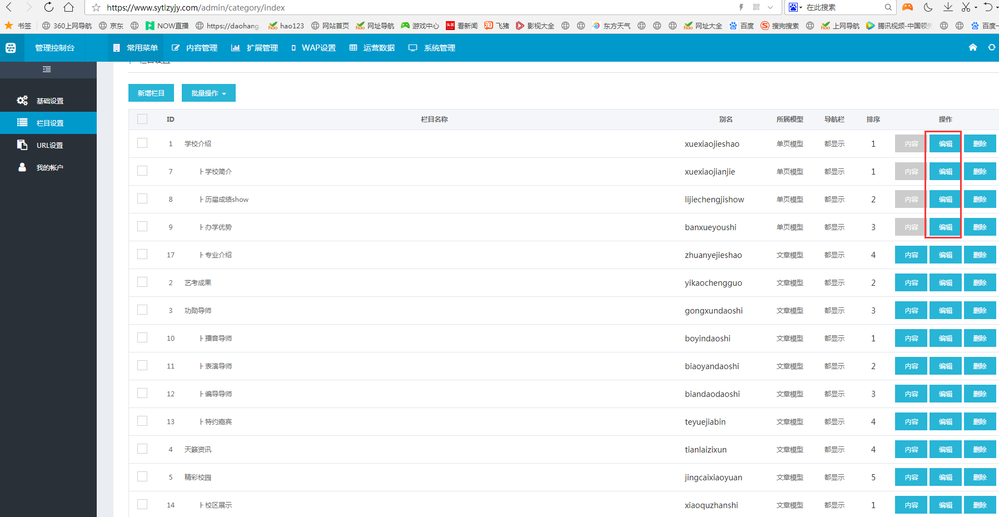 https://www.sytlzyjy.com/admin/category/index
在此搜索
书签 360上网导航 京东 NOW直播 https://daohang. hao123 网站首页 网址导航 游戏中心 看新闻 飞猪 影视大全 东方天气 网址大全 百度 搜狗搜索 上网导航 腾讯视频-中国领先 百度一
管理控制台 常用菜单 内容管理 扩展管理 WAP设置 运营数据 系统管理
基础设置
栏目设置
URL设置
我的帐户
新增栏目 批量操作
ID 栏目名称 别名 所属模型 导航栏 排序 操作
1 学校介绍 xuexiaojieshao 单页模型 都显示 1 内容 编辑 删除
7 ├ 学校简介 xuexiaojianjie 单页模型 都显示 1 内容 编辑 删除
8 ├ 历届成绩show lijiechengjishow 单页模型 都显示 2 内容 编辑 删除
9 ├ 办学优势 banxueyoushi 单页模型 都显示 3 内容 编辑 删除
17 ├ 专业介绍 zhuanyejieshao 文章模型 都显示 4 内容 编辑 删除
2 艺考成果 yikaochengguo 文章模型 都显示 2 内容 编辑 删除
3 功勋导师 gongxundaoshi 文章模型 都显示 3 内容 编辑 删除
10 ├ 播音导师 boyindaoshi 文章模型 都显示 1 内容 编辑 删除
11 ├ 表演导师 biaoyandaoshi 文章模型 都显示 2 内容 编辑 删除
12 ├ 编导导师 biandaodaoshi 文章模型 都显示 3 内容 编辑 删除
13 ├ 特约嘉宾 teyuejiabin 文章模型 都显示 4 内容 编辑 删除
4 天籁资讯 tianlaizixun 文章模型 都显示 4 内容 编辑 删除
5 精彩校园 jingcaixiaoyuan 文章模型 都显示 5 内容 编辑 删除
14 ├ 校区展示 xiaoquzhanshi 文章模型 都显示 1 内容 编辑 删除